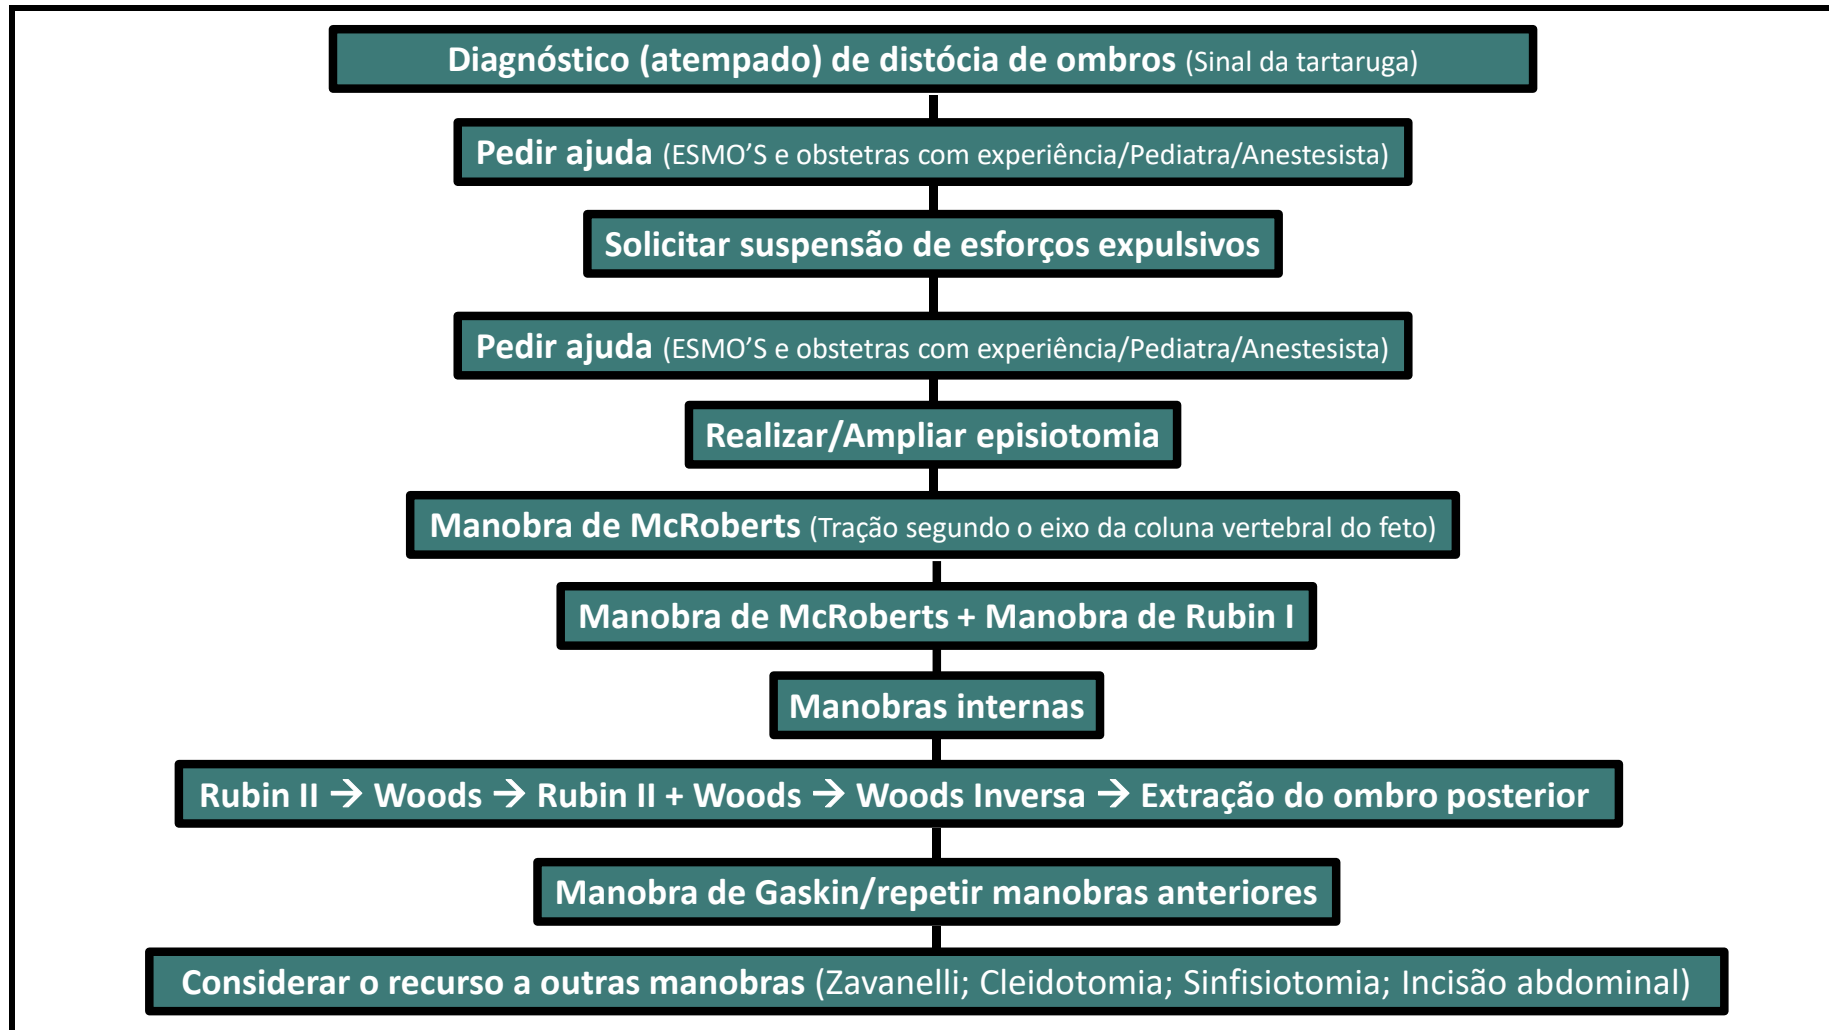 Diagnóstico (atempado) de distócia de ombros (Sinal da tartaruga)
Pedir ajuda (ESMO'S e obstetras com experiência/Pediatra/Anestesista)
Solicitar suspensão de esforços expulsivos
Pedir ajuda (ESMO'S e obstetras com experiência/Pediatra/Anestesista)
Realizar/Ampliar episiotomia
Manobra de McRoberts (Tração segundo o eixo da coluna vertebral do feto)
Manobra de McRoberts + Manobra de Rubin I
Manobras internas
Rubin II → Woods → Rubin II + Woods → Woods Inversa → Extração do ombro posterior
Manobra de Gaskin/repetir manobras anteriores
Considerar o recurso a outras manobras (Zavanelli; Cleidotomia; Sinfisiotomia; Incisão abdominal)